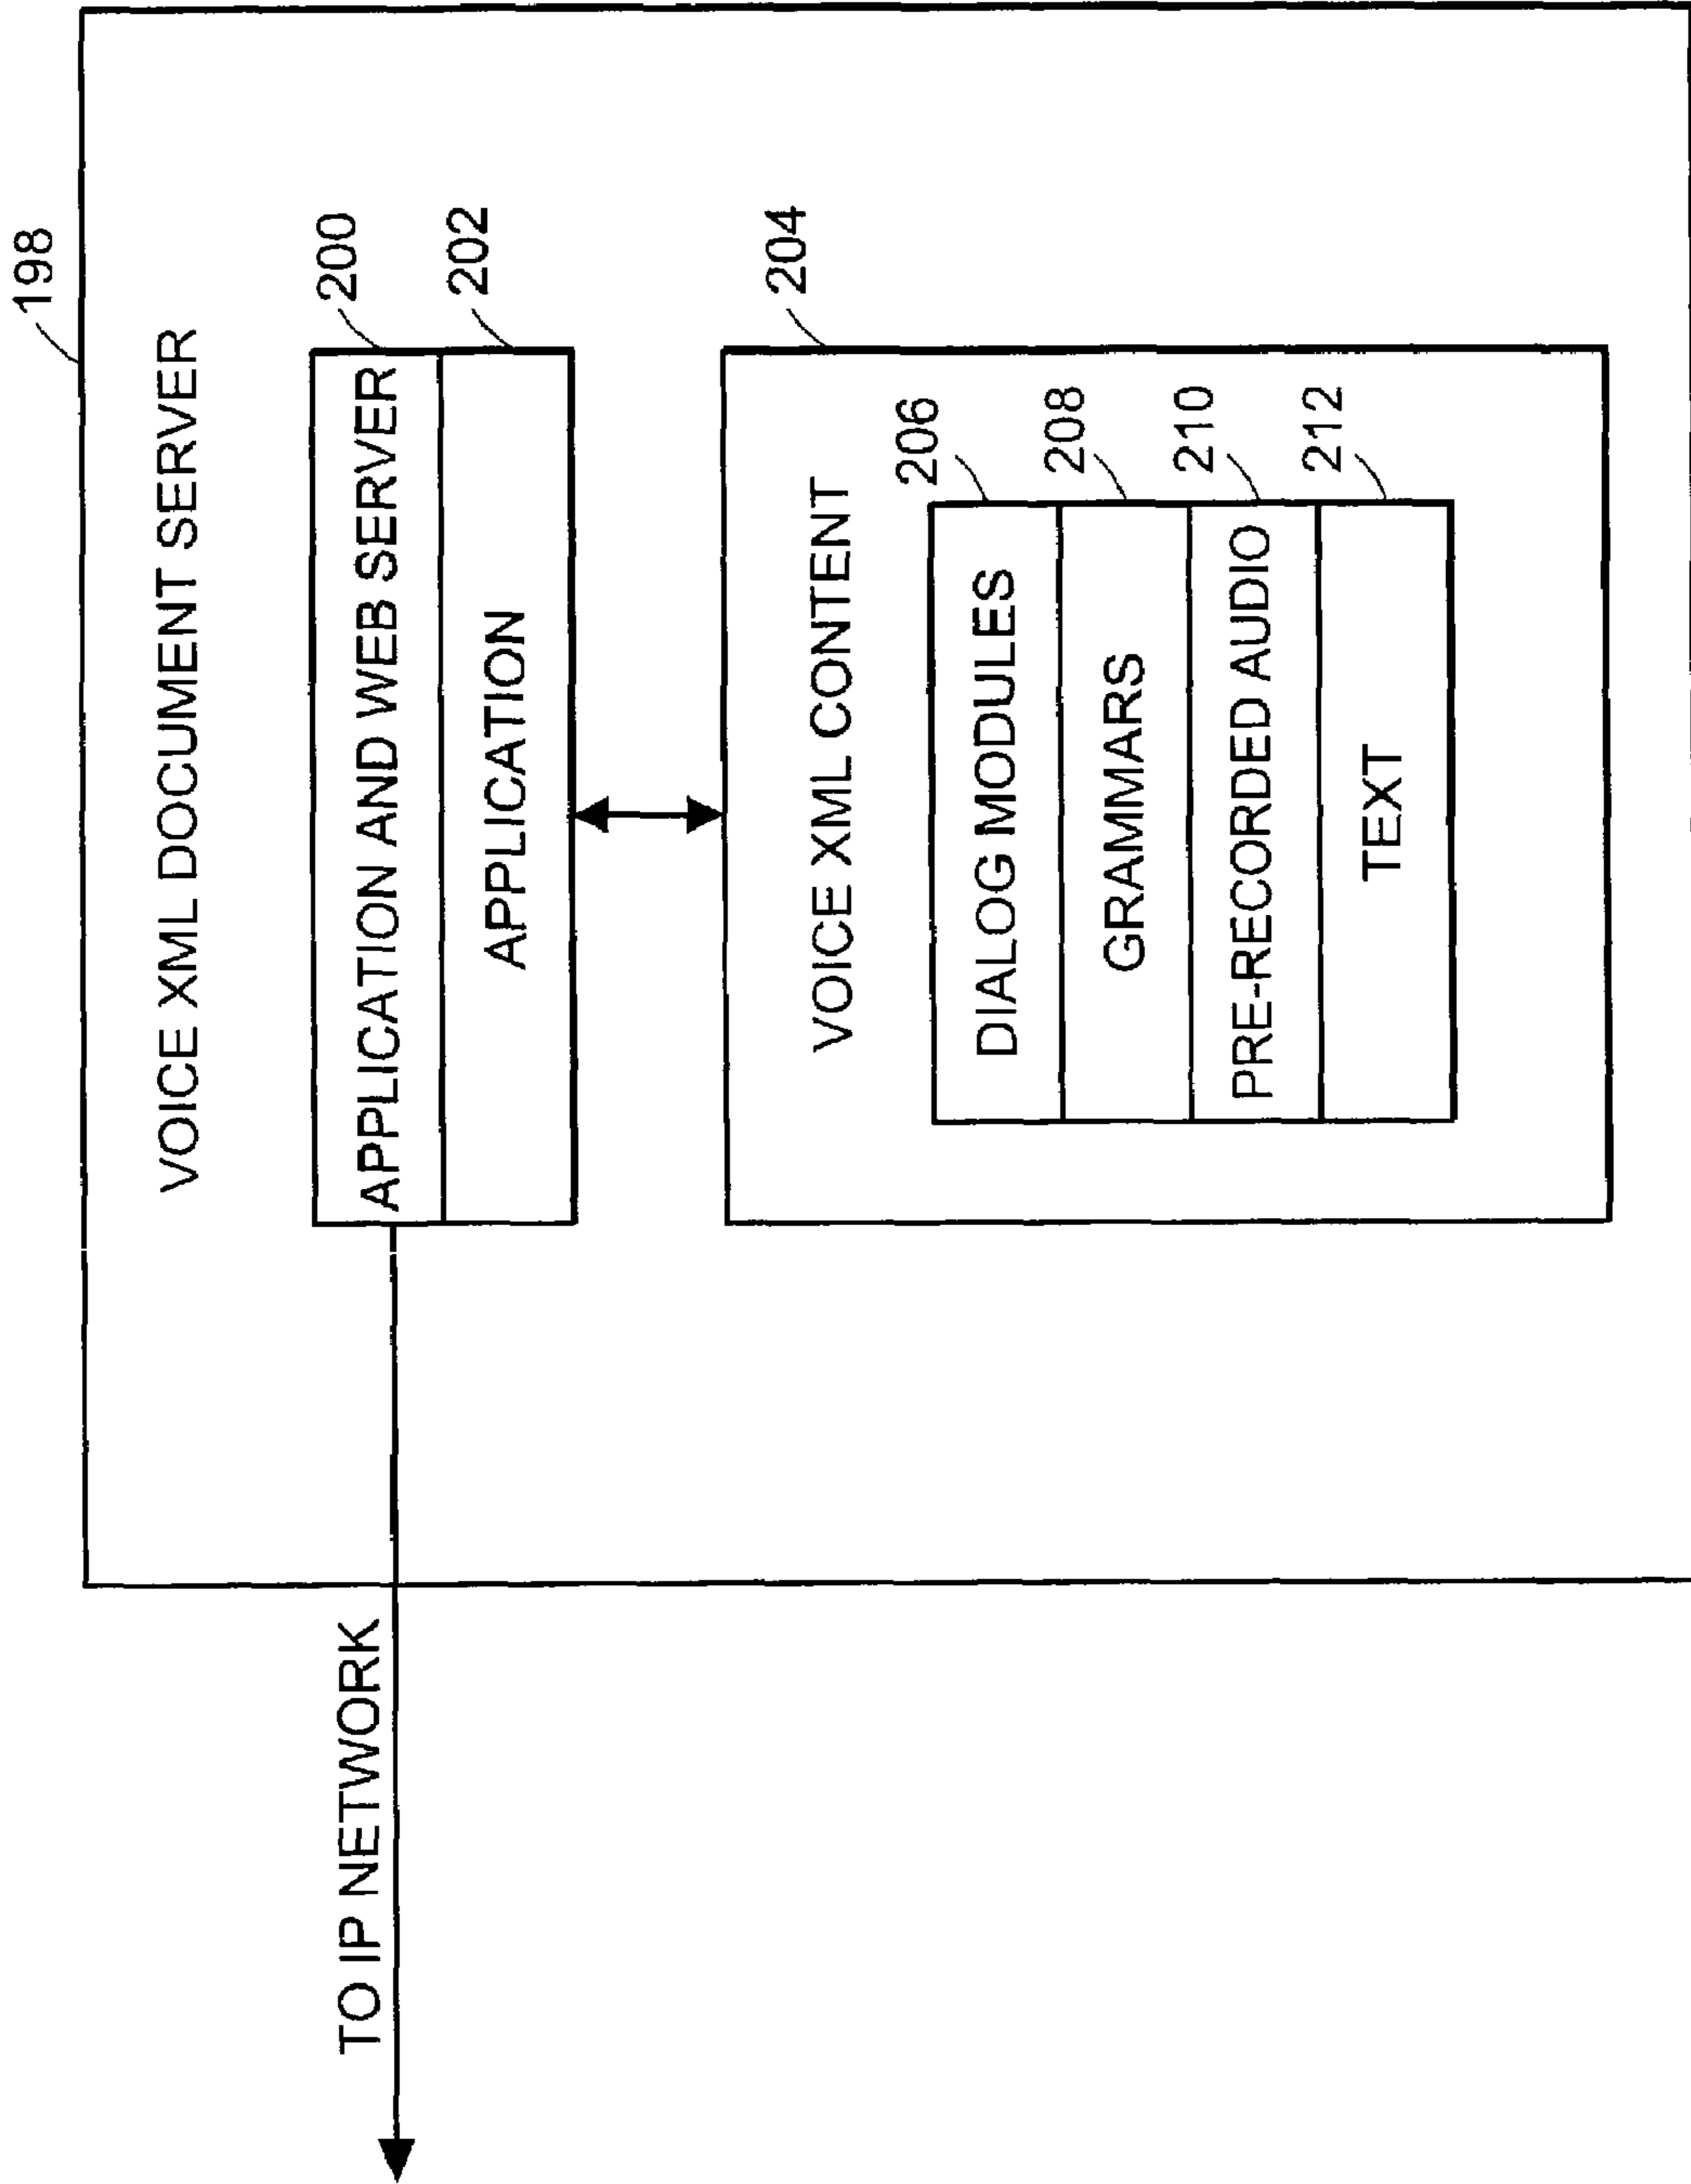 198
VOICE XML DOCUMENT SERVER
200
APPLICATION AND WEB SERVER
202
APPLICATION
TO IP NETWORK
204
VOICE XML CONTENT
206
DIALOG MODULES
208
GRAMMARS
210
PRE-RECORDED AUDIO
212
TEXT